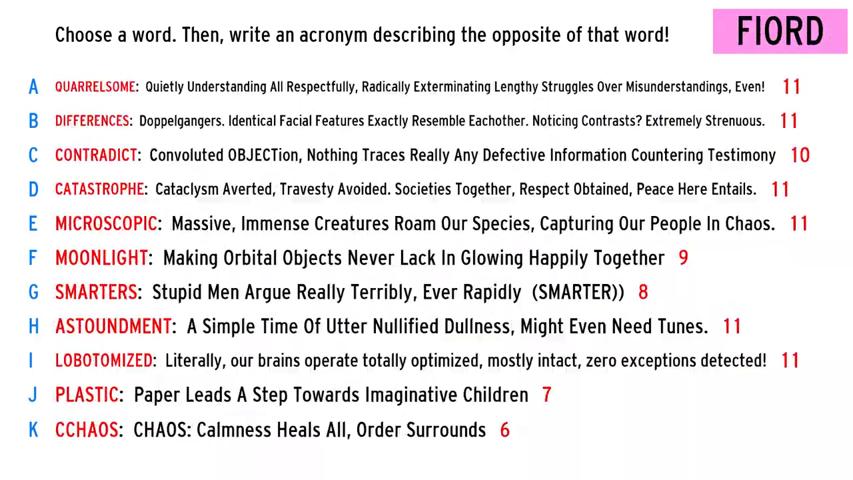 Choose a word. Then, write an acronym describing the opposite of that word!
FIORD
A QUARRELSOME: Quietly Understanding All Respectfully, Radically Exterminating Lengthy Struggles Over Misunderstandings, Even! 11
B DIFFERENCES: Doppelgangers. Identical Facial Features Exactly Resemble Eachother. Noticing Contrasts? Extremely Strenuous. 11
C CONTRADICT: Convoluted OBJECTion, Nothing Traces Really Any Defective Information Countering Testimony 10
D CATASTROPHE: Cataclysm Averted, Travesty Avoided. Societies Together, Respect Obtained, Peace Here Entails. 11
E MICROSCOPIC: Massive, Immense Creatures Roam Our Species, Capturing Our People In Chaos. 11
F MOONLIGHT: Making Orbital Objects Never Lack In Glowing Happily Together 9
G SMARTERS: Stupid Men Argue Really Terribly, Ever Rapidly (SMARTER)) 8
H ASTOUNDMENT: A Simple Time Of Utter Nullified Dullness, Might Even Need Tunes. 11
I LOBOTOMIZED: Literally, our brains operate totally optimized, mostly intact, zero exceptions detected! 11
J PLASTIC: Paper Leads A Step Towards Imaginative Children 7
K CCHAOS: CHAOS: Calmness Heals All, Order Surrounds 6